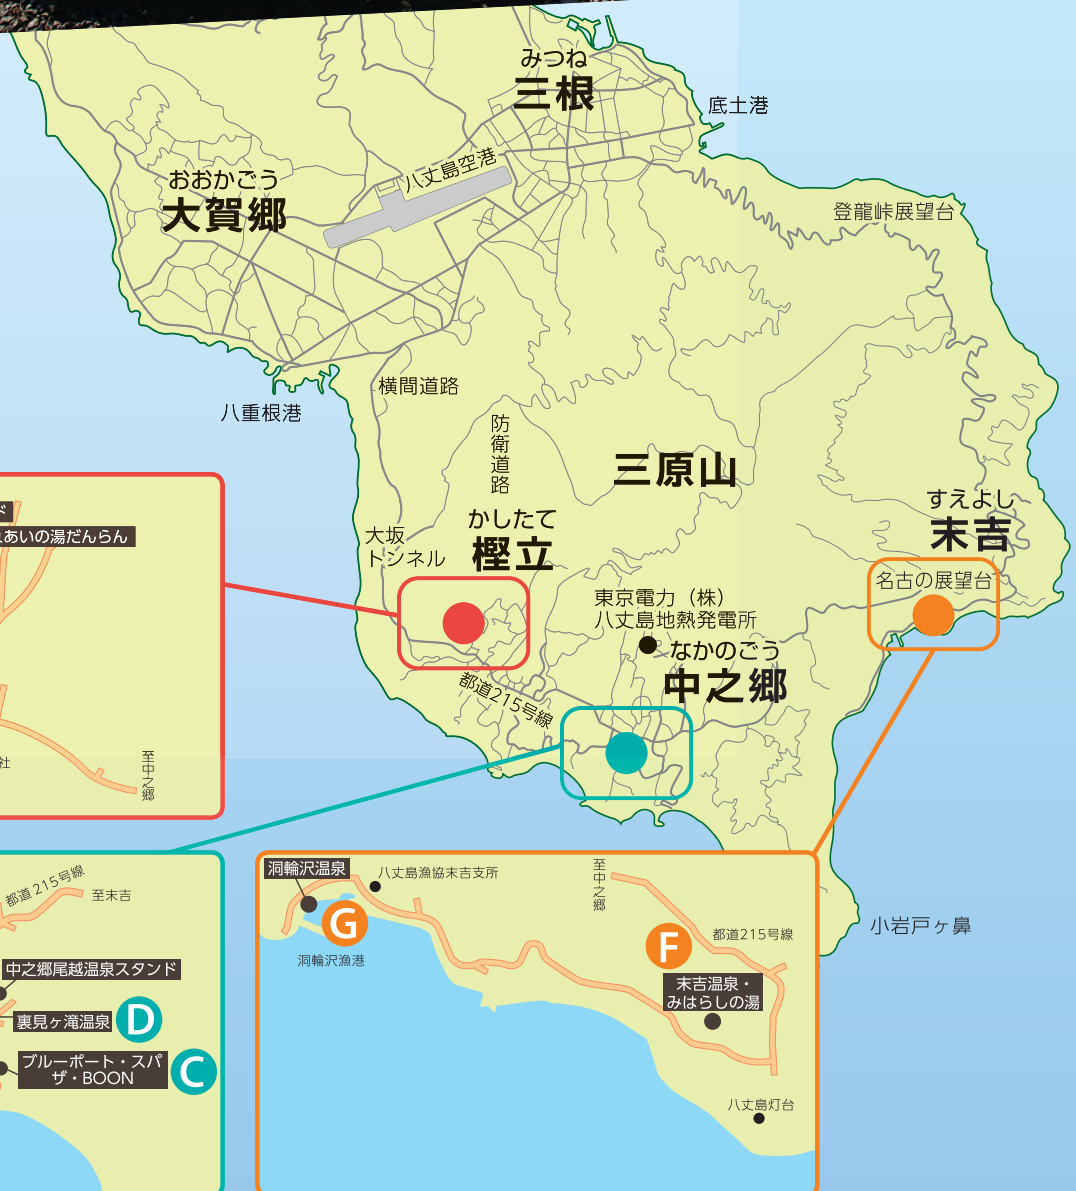 みつね
三根
底土港
八丈島空港
おおかごう
大賀郷
登龍峠展望台
横間道路
八重根港
防衛道路
三原山
すえよし
末吉
かしたて
樫立
大坂
トンネル
名古の展望台
東京電力（株）
八丈島地熱発電所
なかのごう
中之郷
都道215号線
小岩戸ヶ鼻
ド
あいの湯だんらん
社
至中之郷
都道215号線
至末吉
中之郷尾越温泉スタンド
裏見ヶ滝温泉
D
ブルーポート・スパ
ザ・BOON
C
洞輪沢温泉
八丈島漁協末吉支所
G
洞輪沢漁港
至中之郷
都道215号線
F
末吉温泉・
みはらしの湯
八丈島灯台